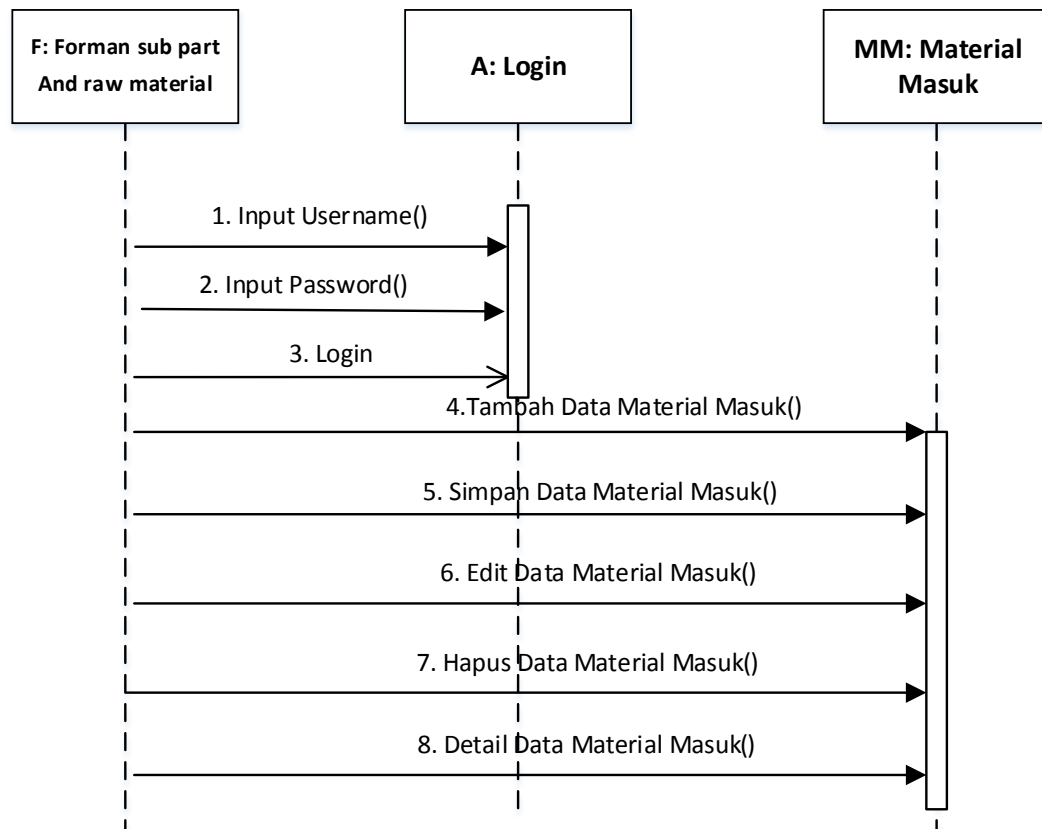 F: Forman sub part
And raw material
A: Login
MM: Material
Masuk
1. Input Username()
2. Input Password()
3. Login
4.Tambah Data Material Masuk()
5. Simpan Data Material Masuk()
6. Edit Data Material Masuk()
7. Hapus Data Material Masuk()
8. Detail Data Material Masuk()